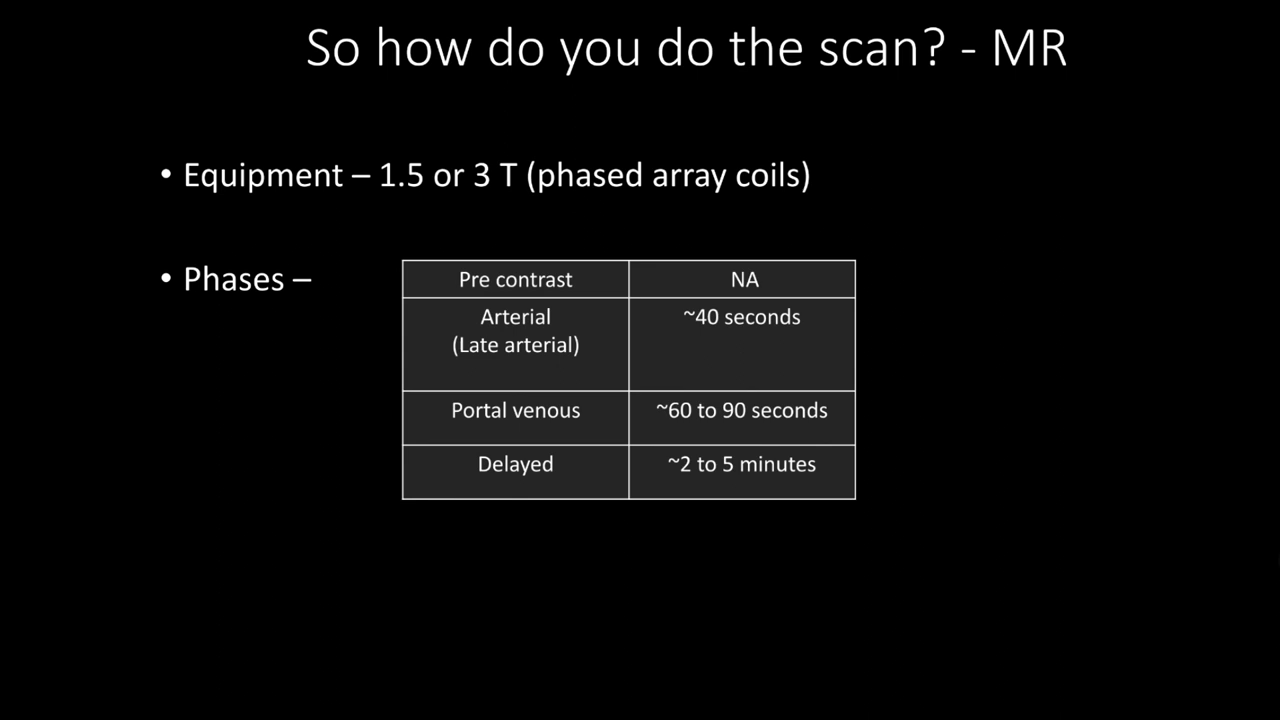 So how do you do the scan? - MR
• Equipment – 1.5 or 3 T (phased array coils)
• Phases –
Pre contrast NA
Arterial ~40 seconds
(Late arterial)
Portal venous ~60 to 90 seconds
Delayed ~2 to 5 minutes